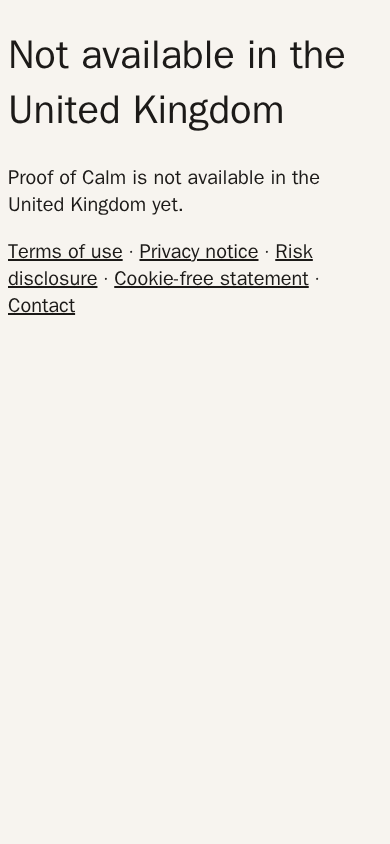 Not available in the
United Kingdom
Proof of Calm is not available in the
United Kingdom yet.
Terms of use · Privacy notice · Risk
disclosure · Cookie-free statement ·
Contact